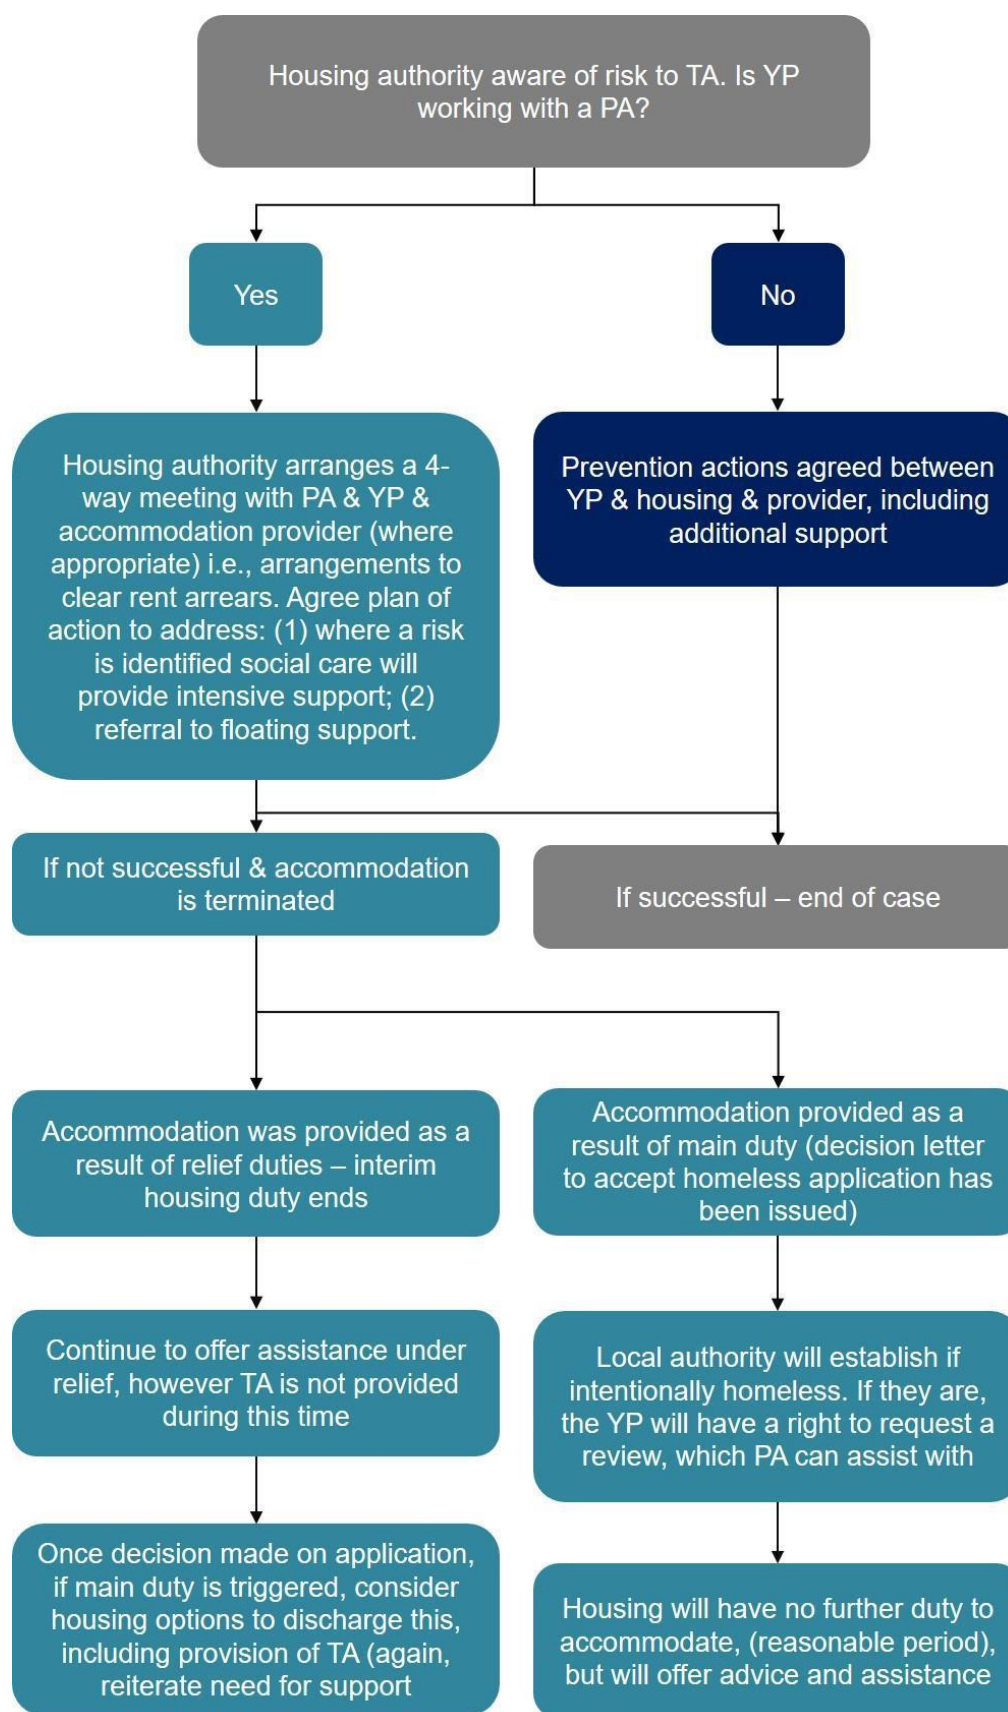 Housing authority aware of risk to TA. Is YP
working with a PA?
Yes
No
Housing authority arranges a 4-
way meeting with PA & YP &
accommodation provider (where
appropriate) i.e., arrangements to
clear rent arrears. Agree plan of
action to address: (1) where a risk
is identified social care will
provide intensive support; (2)
referral to floating support.
Prevention actions agreed between
YP & housing & provider, including
additional support
If not successful & accommodation
is terminated
If successful – end of case
Accommodation was provided as a
result of relief duties – interim
housing duty ends
Accommodation provided as a
result of main duty (decision letter
to accept homeless application has
been issued)
Continue to offer assistance under
relief, however TA is not provided
during this time
Local authority will establish if
intentionally homeless. If they are,
the YP will have a right to request a
review, which PA can assist with
Once decision made on application,
if main duty is triggered, consider
housing options to discharge this,
including provision of TA (again,
reiterate need for support
Housing will have no further duty to
accommodate, (reasonable period),
but will offer advice and assistance